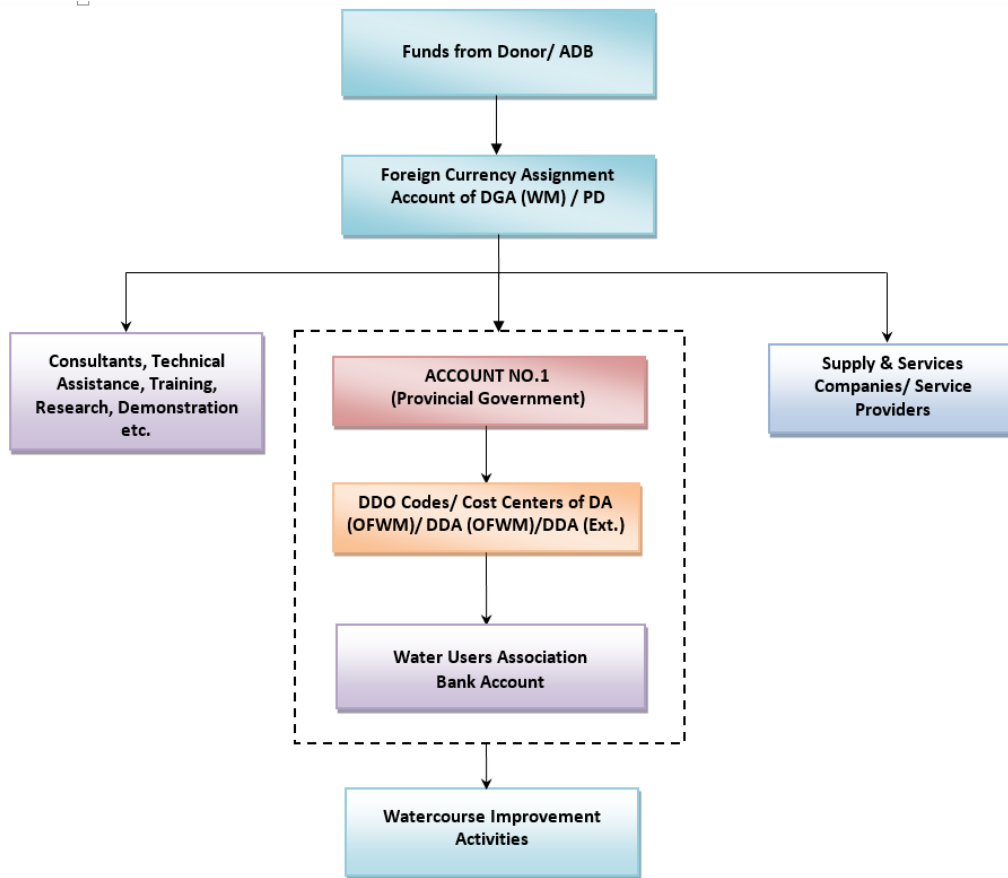 Funds from Donor/ ADB
Foreign Currency Assignment
Account of DGA (WM) / PD
Consultants, Technical
Assistance, Training,
Research, Demonstration
etc.
ACCOUNT NO.1
(Provincial Government)
Supply & Services
Companies/ Service
Providers
DDO Codes/ Cost Centers of DA
(OFWM)/ DDA (OFWM)/DDA (Ext.)
Water Users Association
Bank Account
Watercourse Improvement
Activities